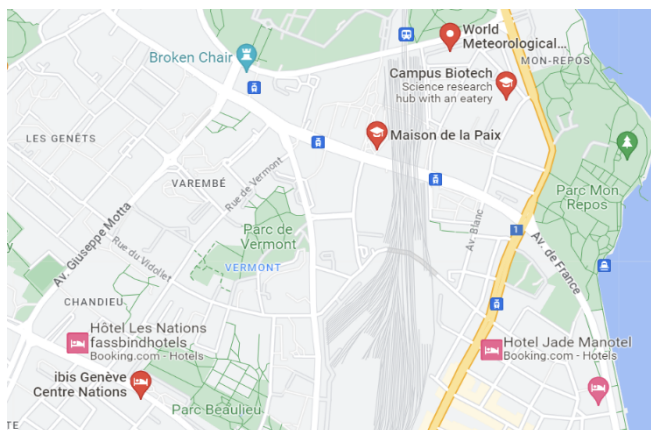 World
Meteorological...
Broken Chair
MON-REPOS
Campus Biotech
Science research
hub with an eatery
Maison de la Paix
LES GENÊTS
VAREMBÉ
Rue de Vermont
Parc Mon
Repos
Av. Giuseppe Motta
Parc de
Vermont
Av. Blanc
1
Av. de France
Rue du Vidollet
VERMONT
CHANDIEU
Hôtel Les Nations
fassbindhotels
Booking.com - Hotels
Hotel Jade Manotel
Booking.com - Hotels
ibis Genève
Centre Nations
Parc Beaulieu
TTE